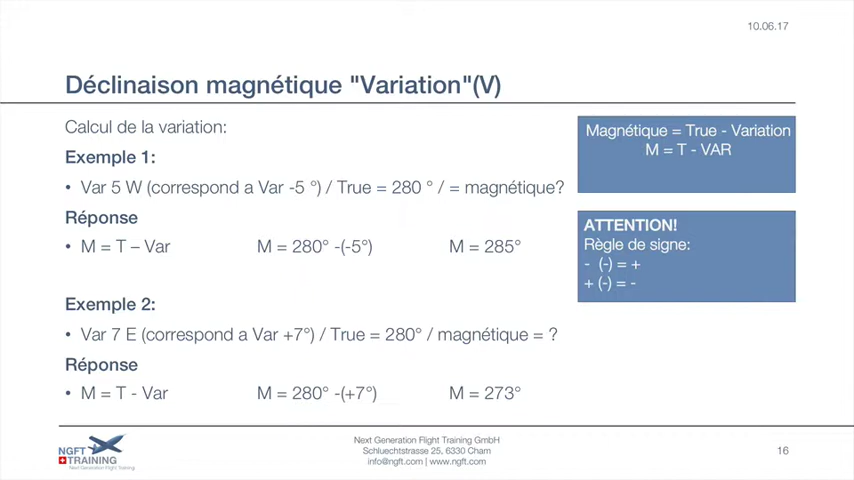 10.06.17
Déclinaison magnétique "Variation"(V)
Calcul de la variation:
Exemple 1:
• Var 5 W (correspond a Var -5 °) / True = 280 ° / = magnétique?
Réponse
• M = T – Var M = 280° -(-5°) M = 285°
Exemple 2:
• Var 7 E (correspond a Var +7°) / True = 280° / magnétique = ?
Réponse
• M = T - Var M = 280° -(+7°) M = 273°
Magnétique = True - Variation
M = T - VAR
ATTENTION!
Règle de signe:
- (-) = +
+ (-) = -
NGFT
TRAINING
Next Generation Flight Training
Next Generation Flight Training GmbH
Schluechtstrasse 25, 6330 Cham
info@ngft.com | www.ngft.com
16